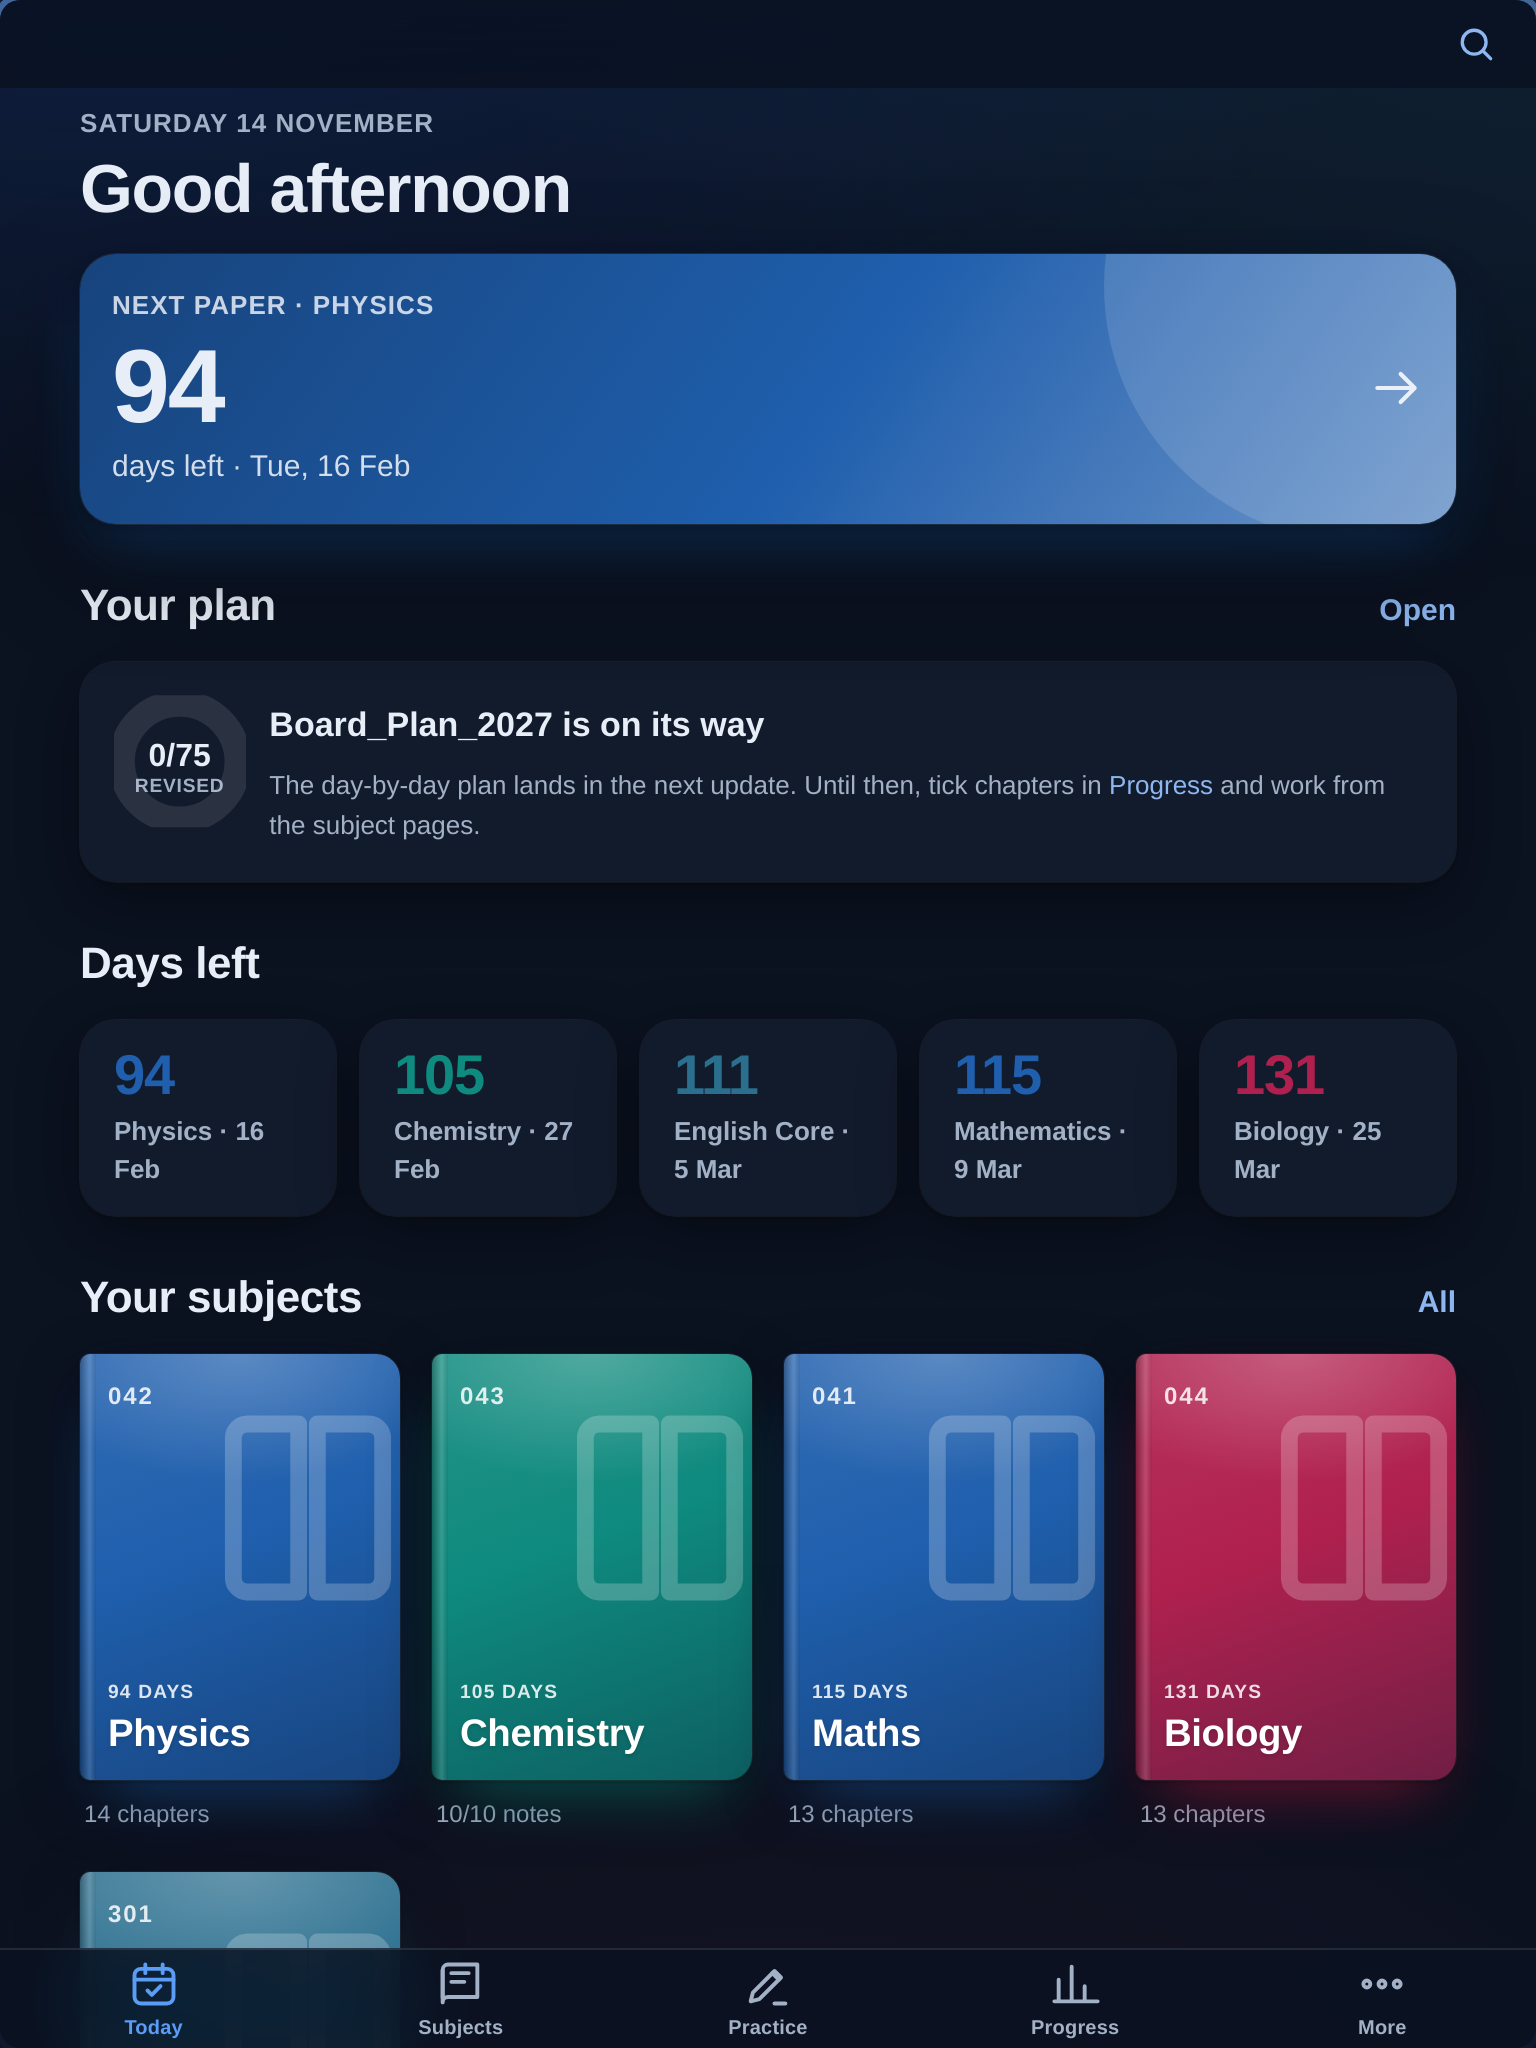 SATURDAY 14 NOVEMBER
Good afternoon
NEXT PAPER · PHYSICS
94
days left · Tue, 16 Feb
Your plan
Open
0/75
REVISED
Board_Plan_2027 is on its way
The day-by-day plan lands in the next update. Until then, tick chapters in Progress and work from
the subject pages.
Days left
94
Physics · 16
Feb
105
Chemistry · 27
Feb
111
English Core ·
5 Mar
115
Mathematics ·
9 Mar
131
Biology · 25
Mar
Your subjects
All
042
94 DAYS
Physics
14 chapters
043
105 DAYS
Chemistry
10/10 notes
041
115 DAYS
Maths
13 chapters
044
131 DAYS
Biology
13 chapters
301
Today
Subjects
Practice
Progress
More